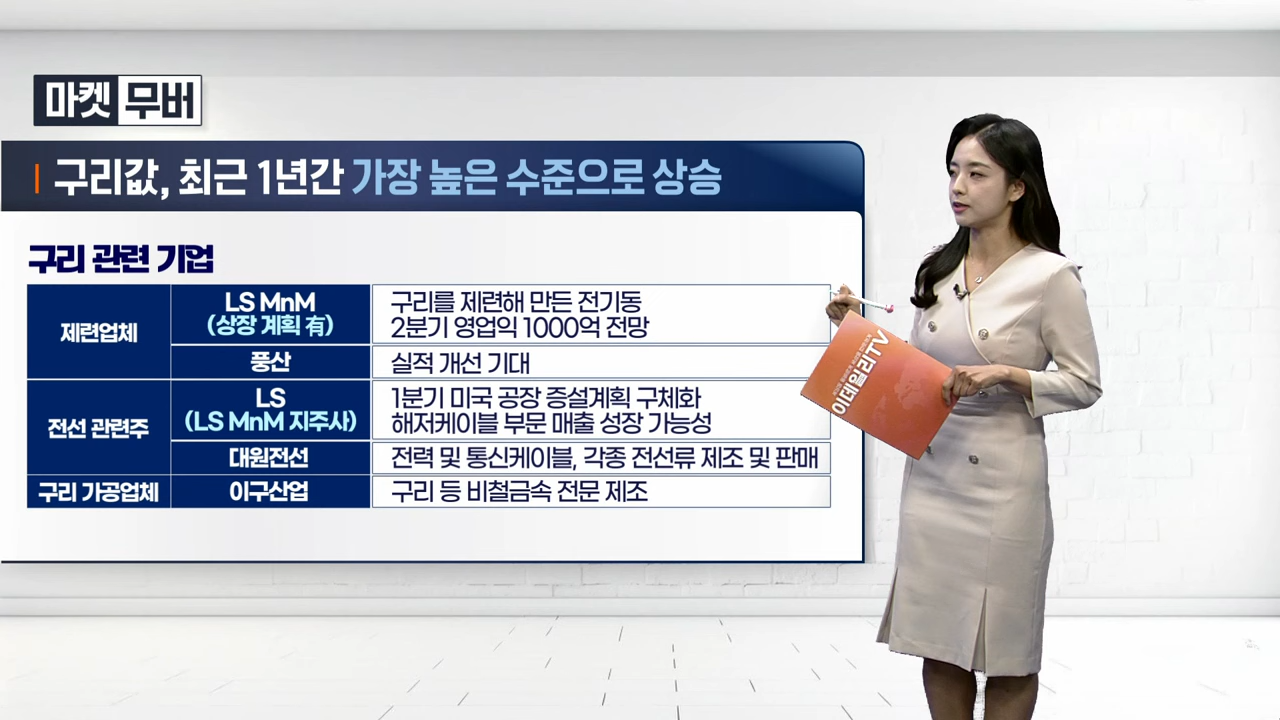 마켓무버
구리값, 최근 1년간 가장 높은 수준으로 상승
구리 관련 기업
제련업체
LS MnM
(상장 계획 有)
구리를 제련해 만든 전기동
2분기 영업익 1000억 전망
풍산
실적 개선 기대
전선 관련주
LS
(LS MnM 지주사)
1분기 미국 공장 증설계획 구체화
해저케이블 부문 매출 성장 가능성
대원전선
전력 및 통신케이블, 각종 전선류 제조 및 판매
구리 가공업체
이구산업
구리 등 비철금속 전문 제조
이데일리TV